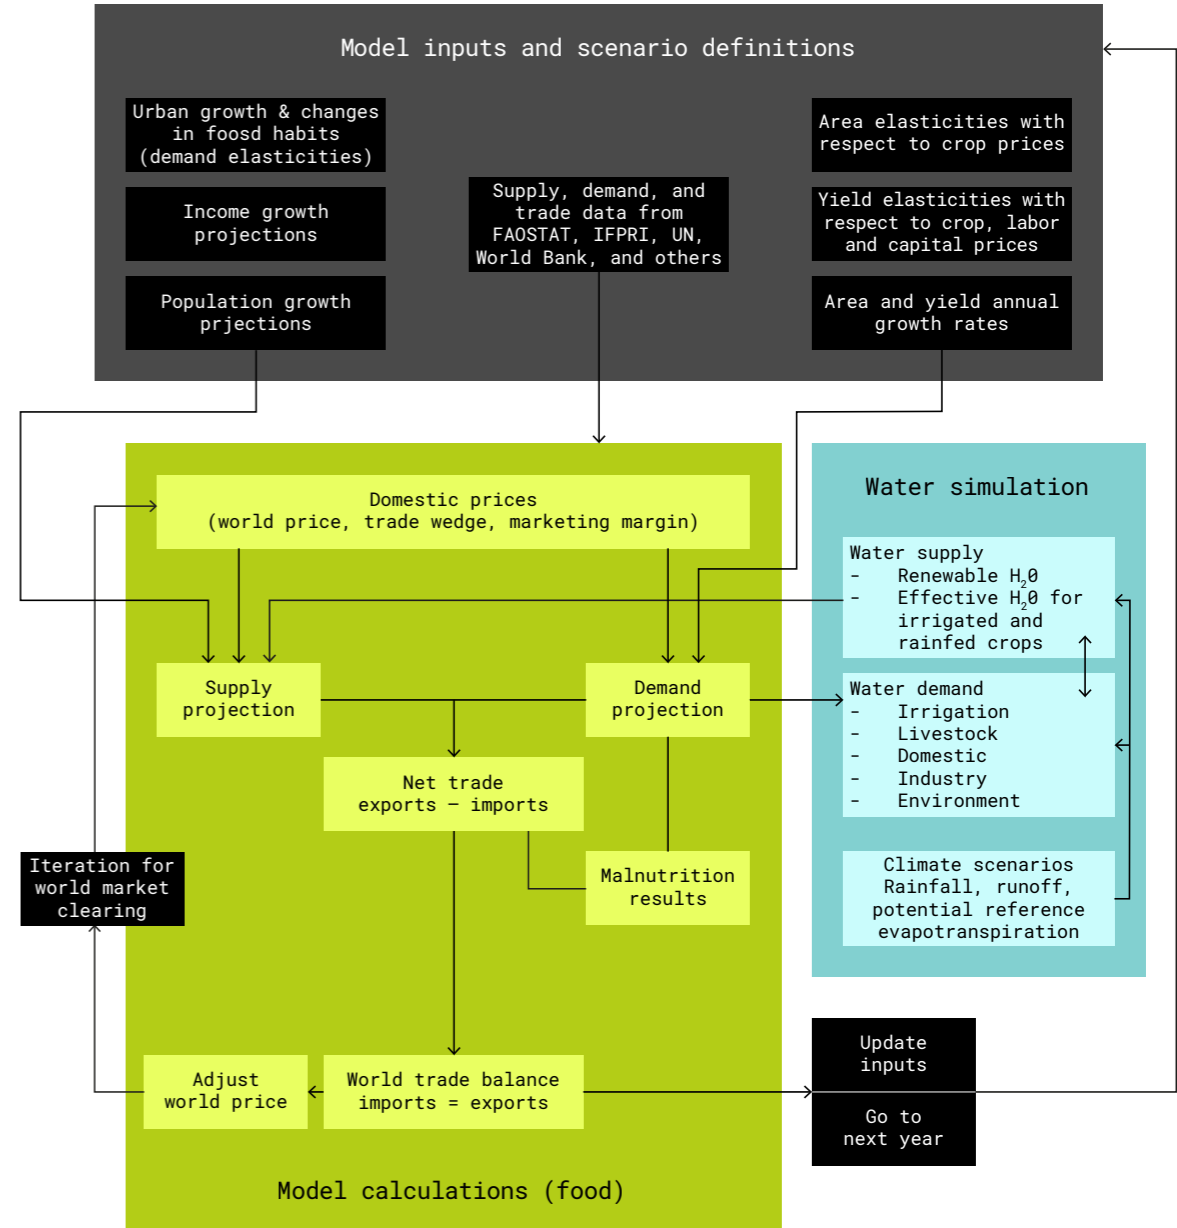 Model inputs and scenario definitions
Urban growth & changes
in foosd habits
(demand elasticities)
Income growth
projections
Population growth
prjections
Supply, demand, and
trade data from
FAOSTAT, IFPRI, UN,
World Bank, and others
Area elasticities with
respect to crop prices
Yield elasticities with
respect to crop, labor
and capital prices
Area and yield annual
growth rates
Domestic prices
(world price, trade wedge, marketing margin)
Supply
projection
Demand
projection
Net trade
exports – imports
Malnutrition
results
Iteration for
world market
clearing
Adjust
world price
World trade balance
imports = exports
Model calculations (food)
Water simulation
Water supply
- Renewable H₂0
- Effective H₂0 for
irrigated and
rainfed crops
Water demand
- Irrigation
- Livestock
- Domestic
- Industry
- Environment
Climate scenarios
Rainfall, runoff,
potential reference
evapotranspiration
Update
inputs
Go to
next year